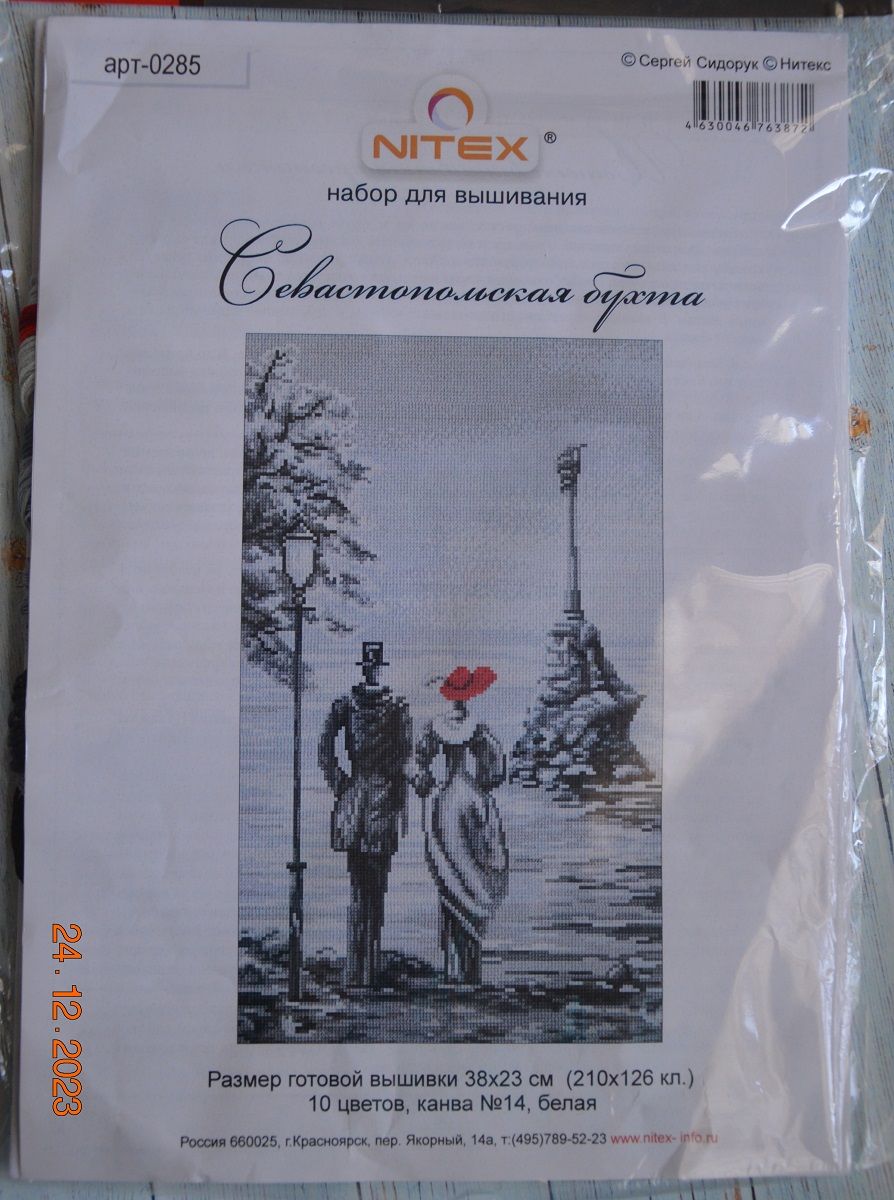 арт-0285
© Сергей Сидорук © Нитекс
4 630046 763872
NITEX ®
набор для вышивания
Севастопольская бухта
Размер готовой вышивки 38х23 см (210х126 кл.)
10 цветов, канва №14, белая
Россия 660025, г.Красноярск, пер. Якорный, 14а, т:(495)789-52-23 www.nitex- info.ru
24.12.2023